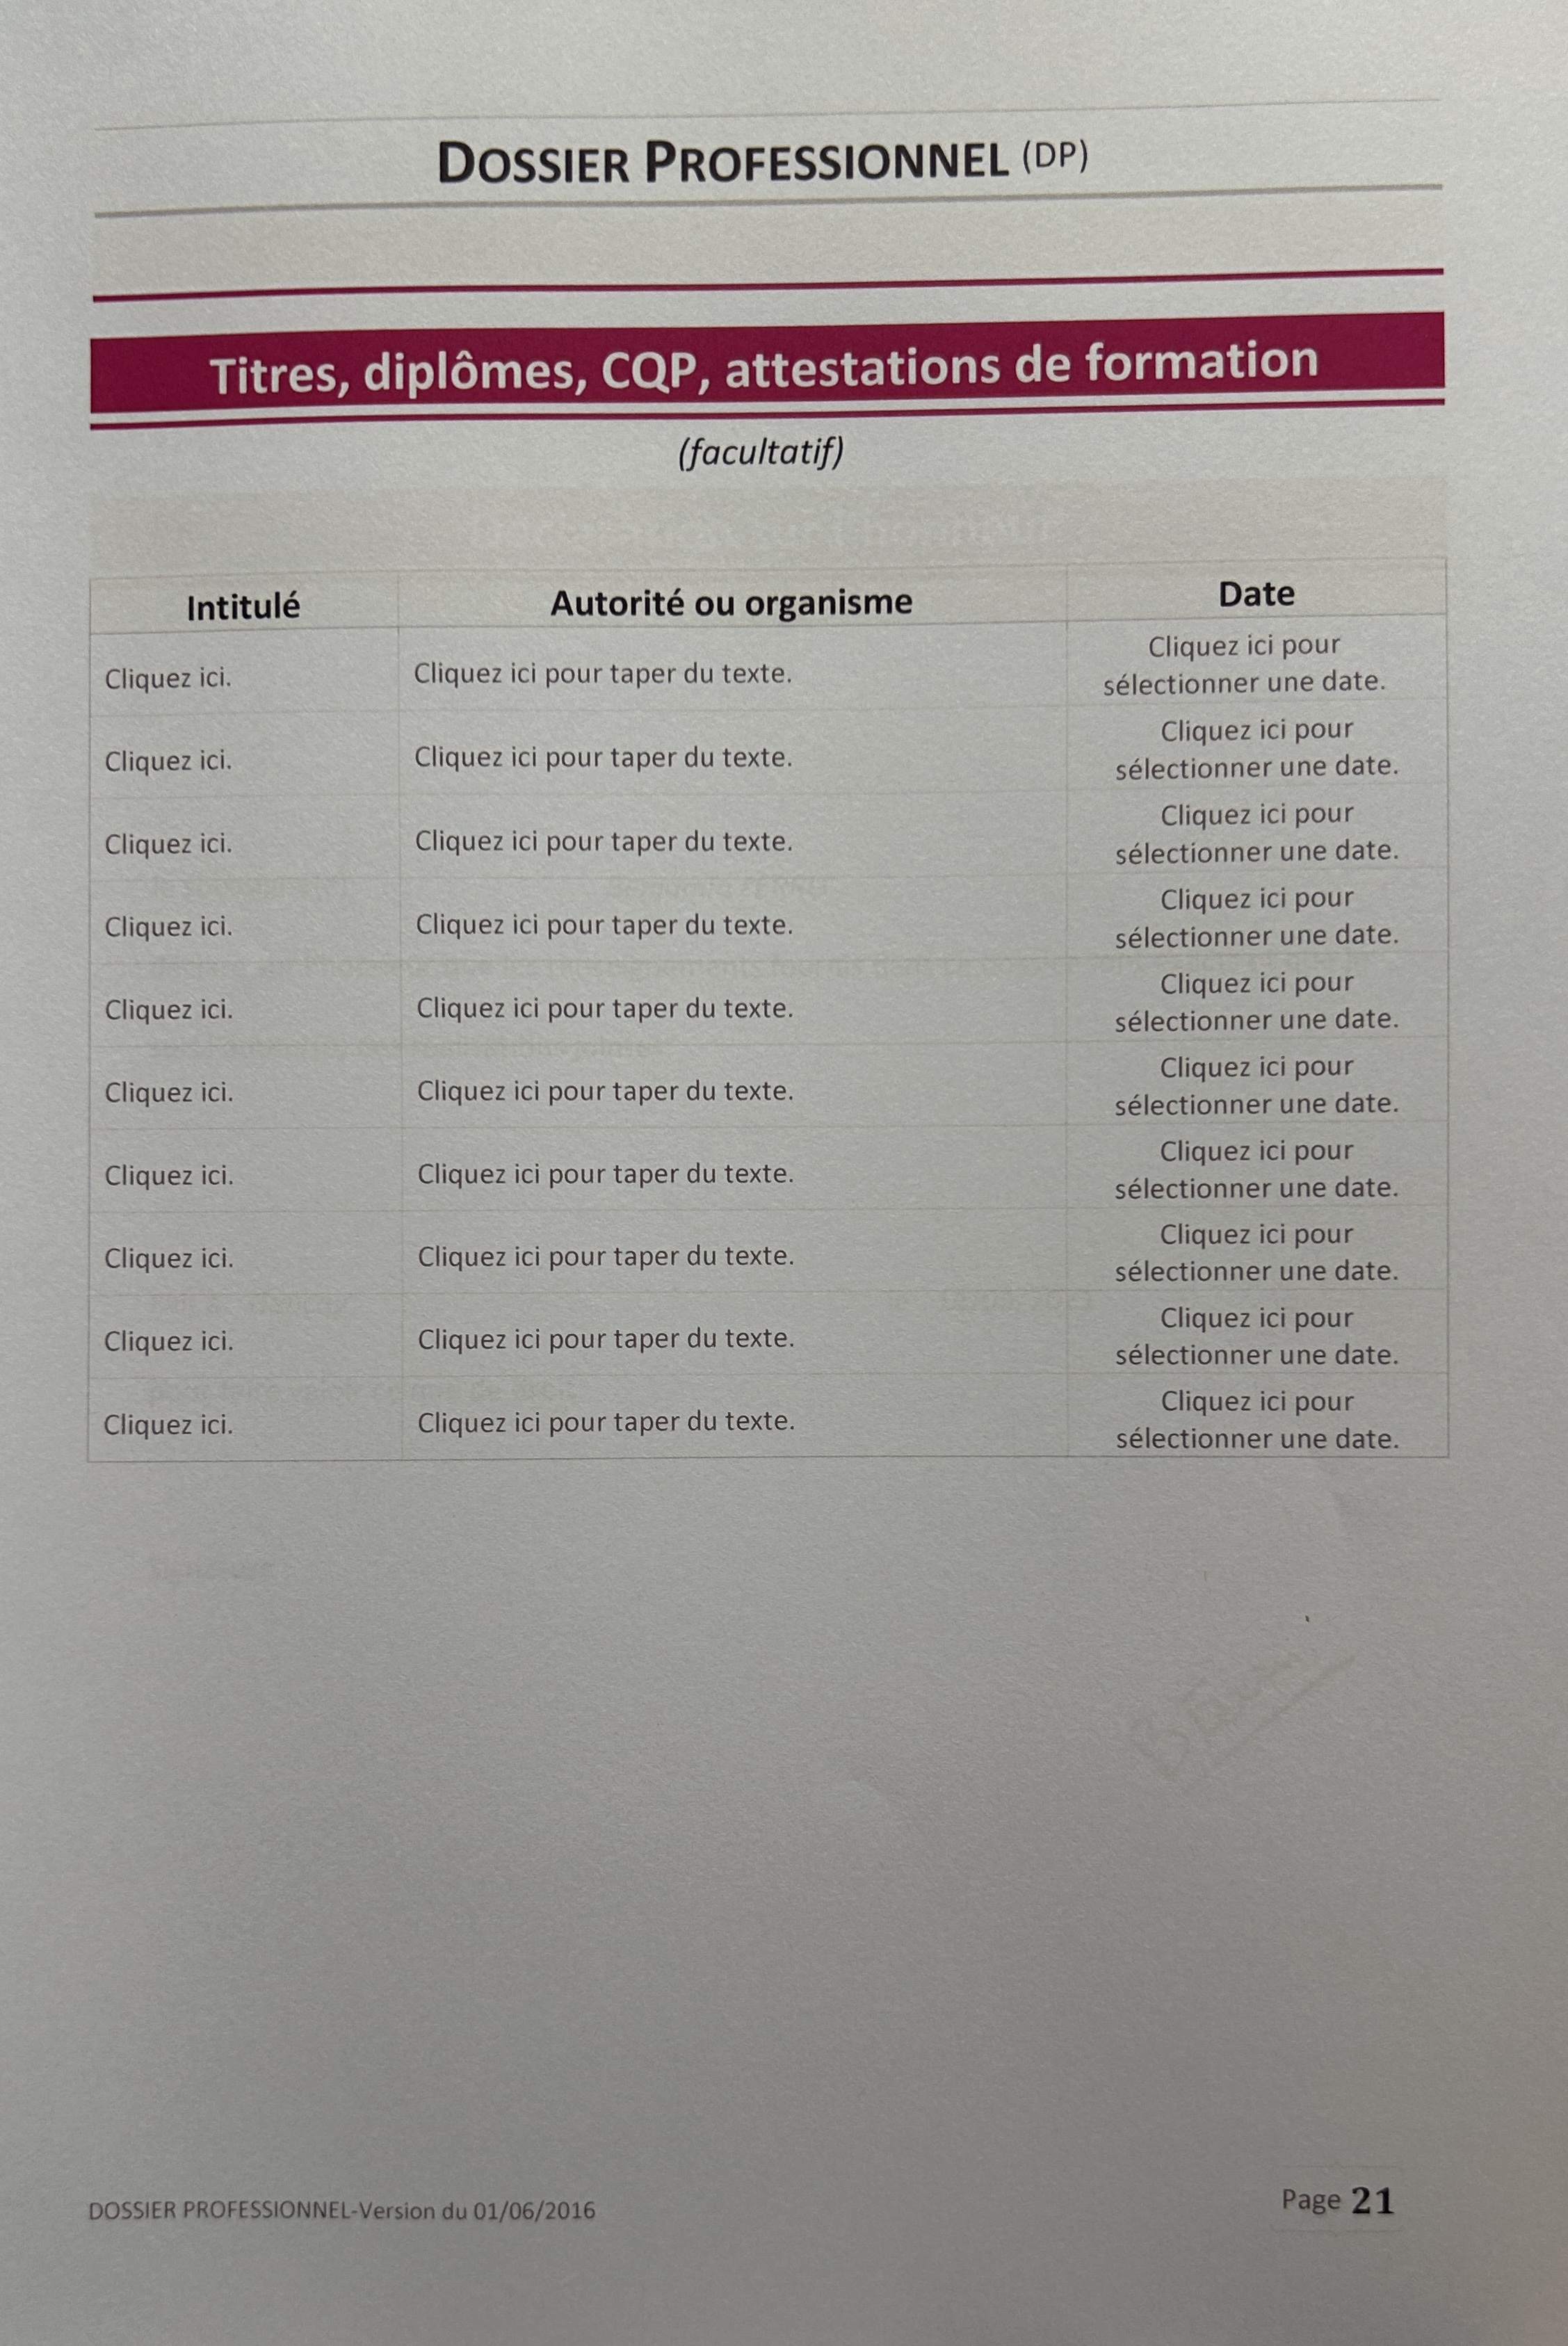 DOSSIER PROFESSIONNEL (DP)
Titres, diplômes, CQP, attestations de formation
(facultatif)
Intitulé Autorité ou organisme Date
Cliquez ici. Cliquez ici pour taper du texte. Cliquez ici pour
sélectionner une date.
Cliquez ici. Cliquez ici pour taper du texte. Cliquez ici pour
sélectionner une date.
Cliquez ici. Cliquez ici pour taper du texte. Cliquez ici pour
sélectionner une date.
Cliquez ici. Cliquez ici pour taper du texte. Cliquez ici pour
sélectionner une date.
Cliquez ici. Cliquez ici pour taper du texte. Cliquez ici pour
sélectionner une date.
Cliquez ici. Cliquez ici pour taper du texte. Cliquez ici pour
sélectionner une date.
Cliquez ici. Cliquez ici pour taper du texte. Cliquez ici pour
sélectionner une date.
Cliquez ici. Cliquez ici pour taper du texte. Cliquez ici pour
sélectionner une date.
Cliquez ici. Cliquez ici pour taper du texte. Cliquez ici pour
sélectionner une date.
Cliquez ici. Cliquez ici pour taper du texte. Cliquez ici pour
sélectionner une date.
DOSSIER PROFESSIONNEL-Version du 01/06/2016 Page 21